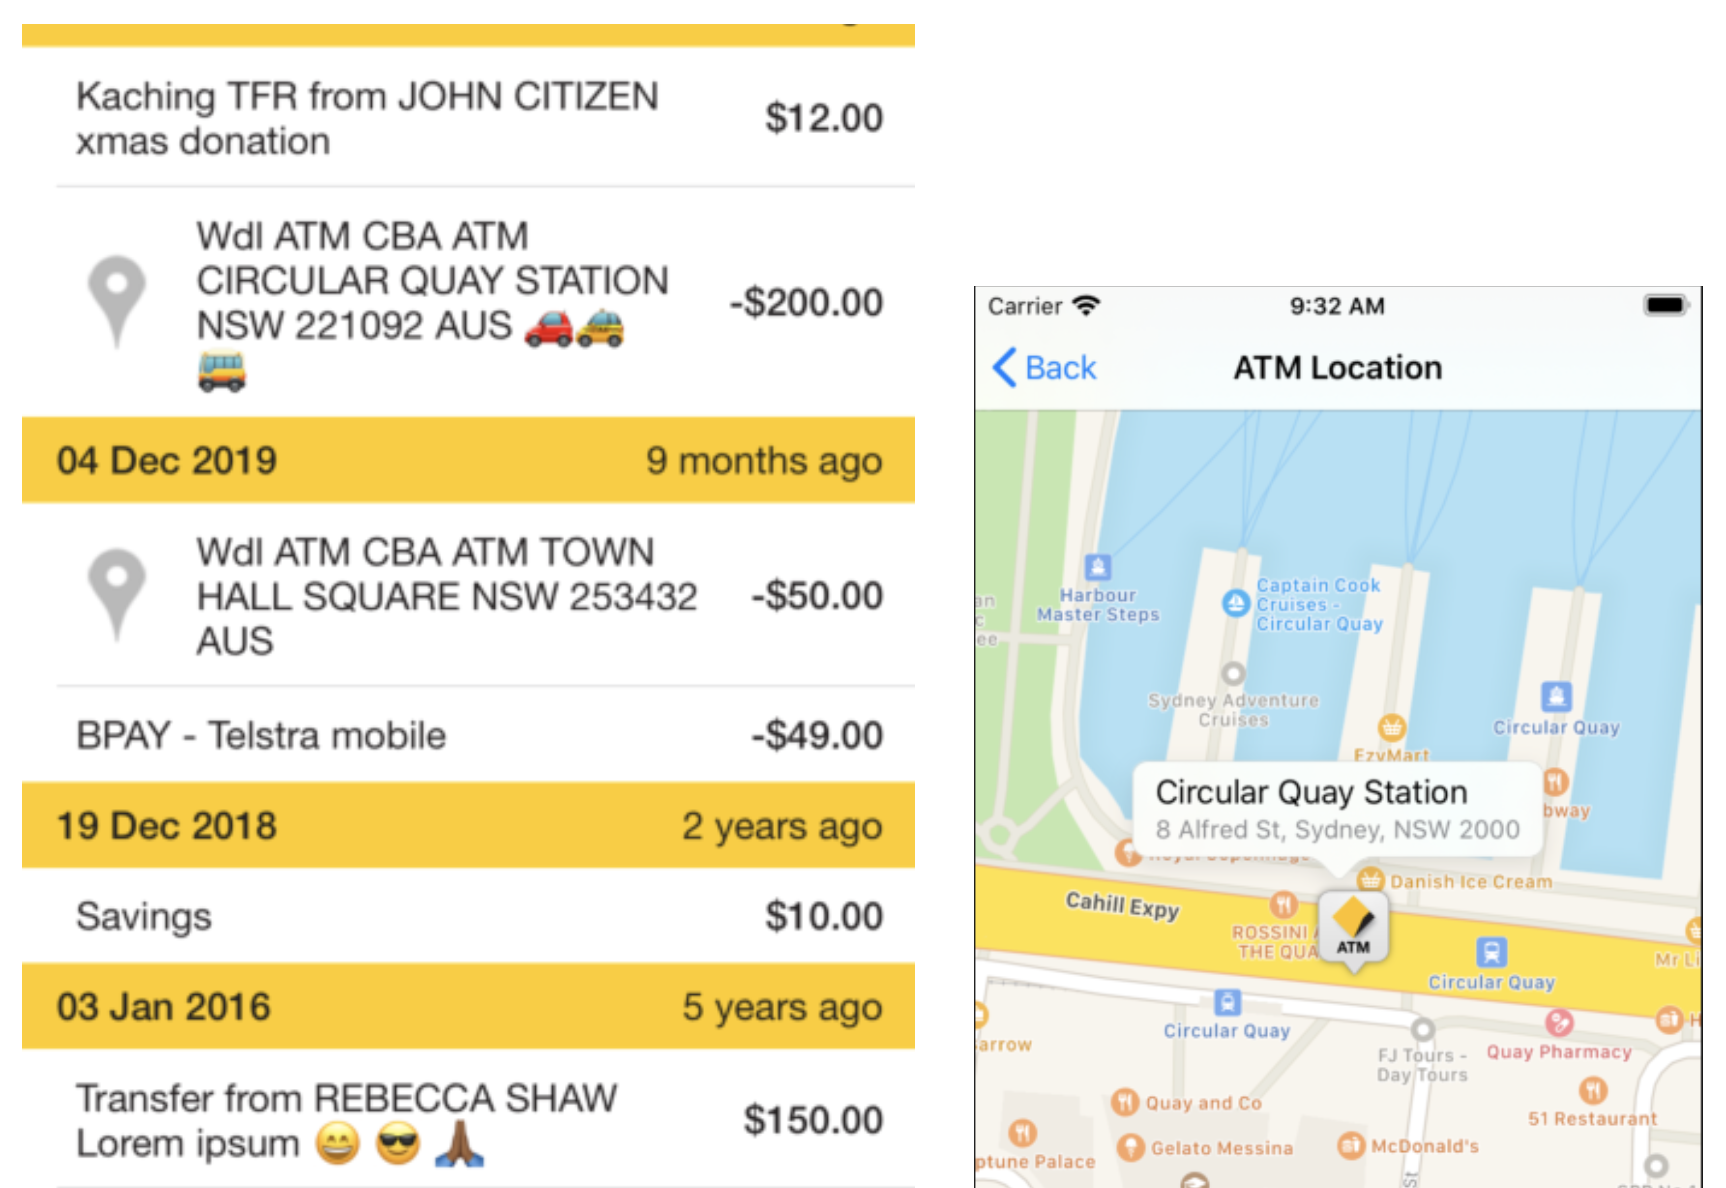 Kaching TFR from JOHN CITIZEN
xmas donation
$12.00
Wdl ATM CBA ATM
CIRCULAR QUAY STATION
NSW 221092 AUS 🚗🚕
🚌
-$200.00
04 Dec 2019
9 months ago
Wdl ATM CBA ATM TOWN
HALL SQUARE NSW 253432
AUS
-$50.00
BPAY - Telstra mobile
-$49.00
19 Dec 2018
2 years ago
Savings
$10.00
03 Jan 2016
5 years ago
Transfer from REBECCA SHAW
Lorem ipsum 😄 😎 🙏🏾
$150.00
Carrier
9:32 AM
Back
ATM Location
Harbour
Master Steps
Captain Cook
Cruises -
Circular Quay
Sydney Adventure
Cruises
Circular Quay
EzyMart
Circular Quay Station
8 Alfred St, Sydney, NSW 2000
bway
Danish Ice Cream
Cahill Expy
ROSSINI
THE QUA
ATM
Circular Quay
Mr Li
Circular Quay
arrow
FJ Tours -
Day Tours
Quay Pharmacy
Quay and Co
51 Restaurant
Gelato Messina
McDonald's
ptune Palace
St